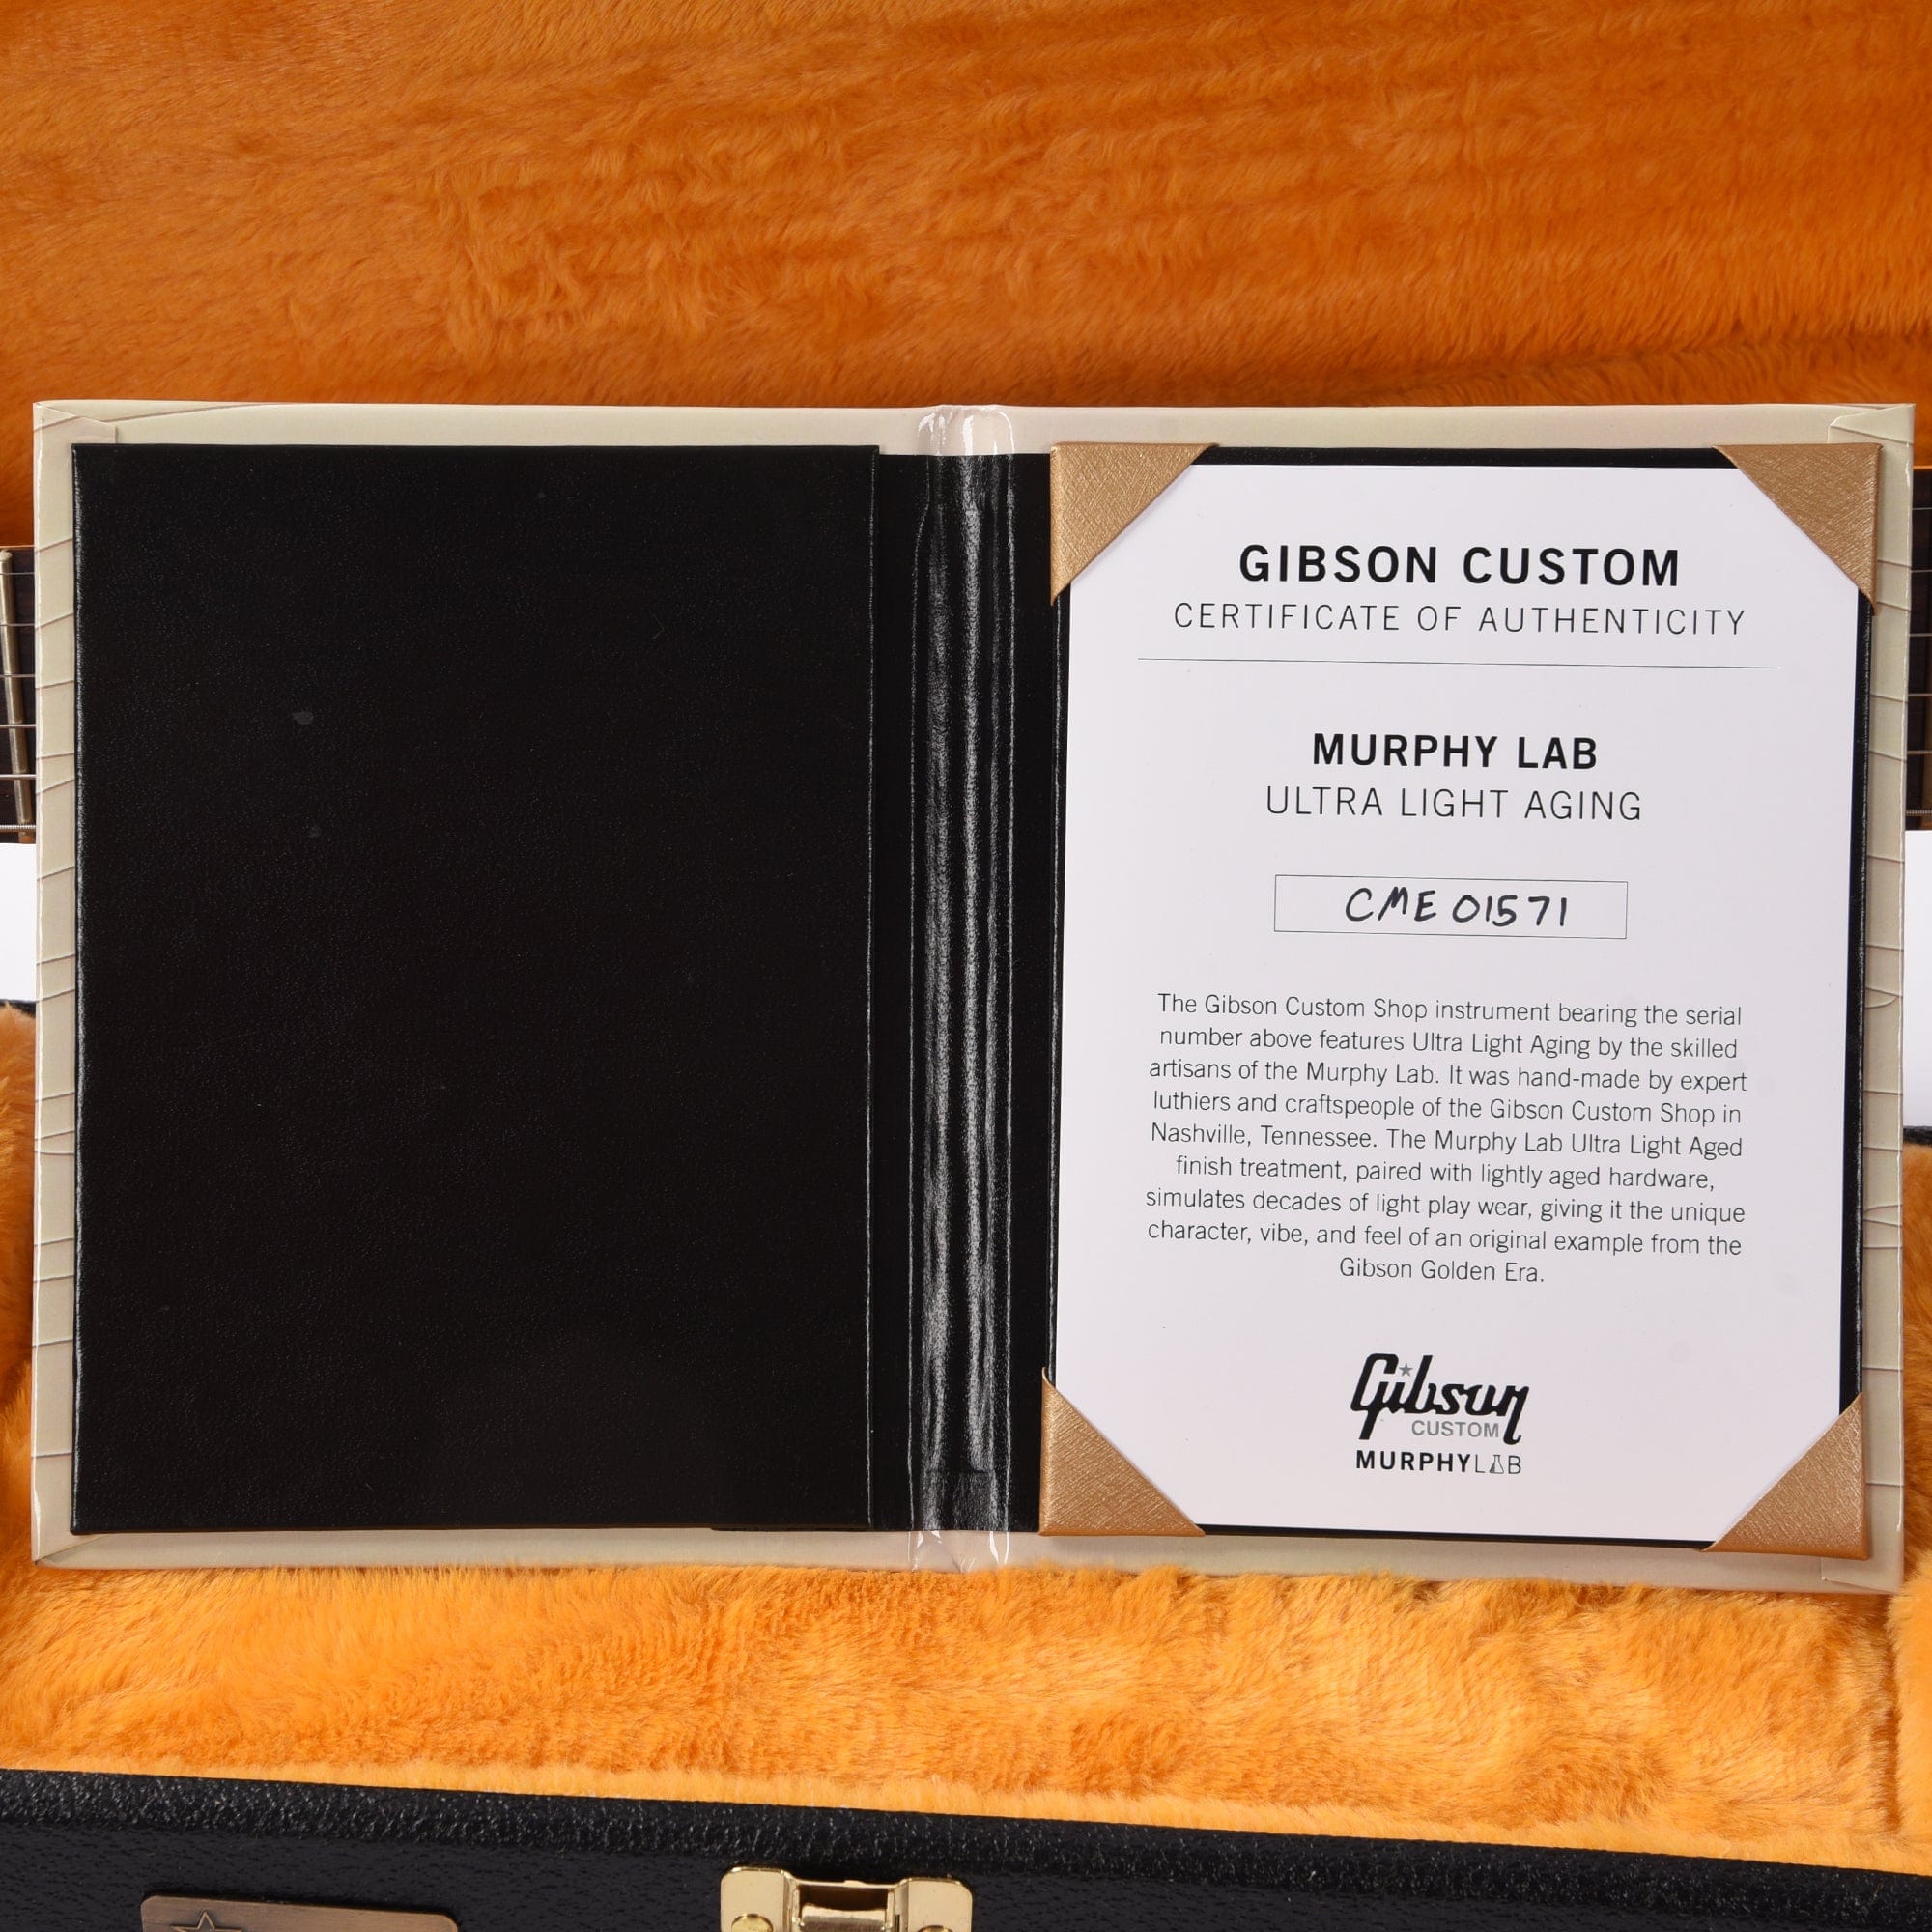 GIBSON CUSTOM
CERTIFICATE OF AUTHENTICITY
MURPHY LAB
ULTRA LIGHT AGING
CME 01571
The Gibson Custom Shop instrument bearing the serial
number above features Ultra Light Aging by the skilled
artisans of the Murphy Lab. It was hand-made by expert
luthiers and craftspeople of the Gibson Custom Shop in
Nashville, Tennessee. The Murphy Lab Ultra Light Aged
finish treatment, paired with lightly aged hardware,
simulates decades of light play wear, giving it the unique
character, vibe, and feel of an original example from the
Gibson Golden Era.
Gibson
CUSTOM
MURPHYLAB